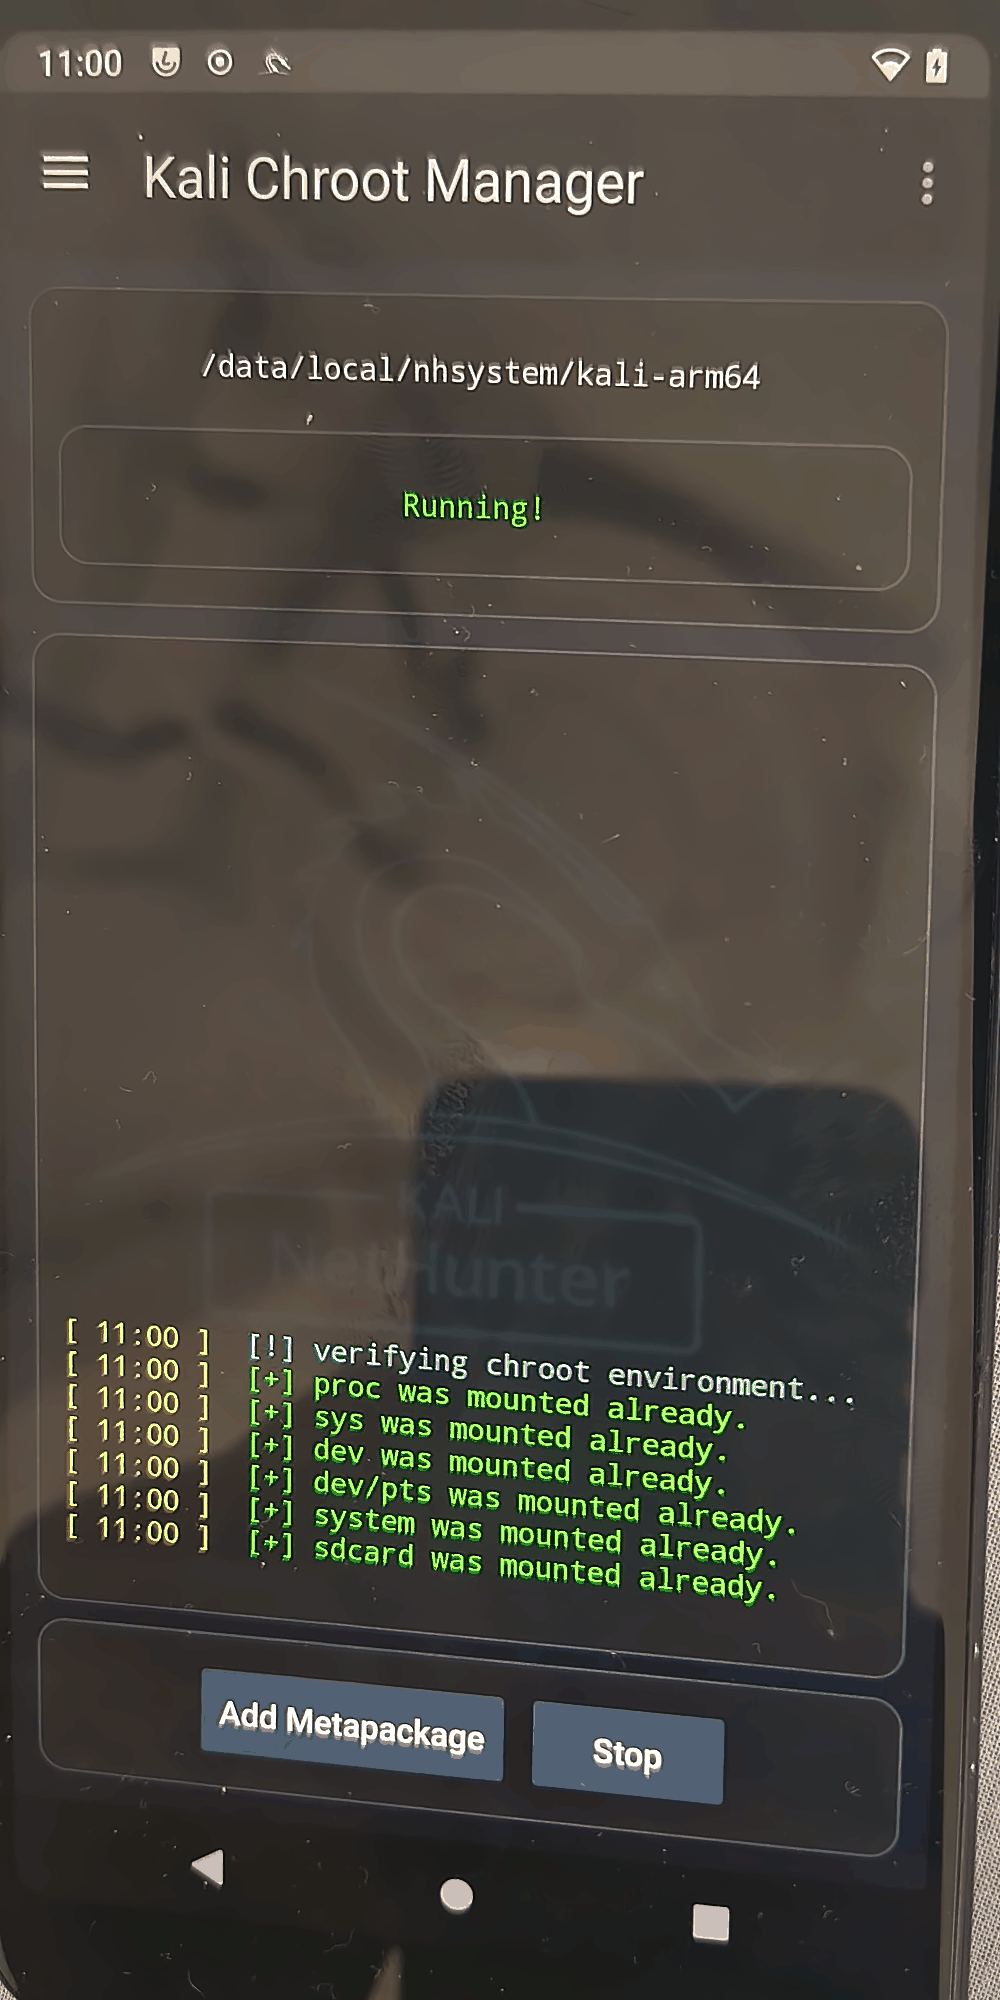 11:00
Kali Chroot Manager
/data/local/nhsystem/kali-arm64
Running!
KALI
NetHunter
[ 11:00 ] [!] verifying chroot environment...
[ 11:00 ] [+] proc was mounted already.
[ 11:00 ] [+] sys was mounted already.
[ 11:00 ] [+] dev was mounted already.
[ 11:00 ] [+] dev/pts was mounted already.
[ 11:00 ] [+] system was mounted already.
[ 11:00 ] [+] sdcard was mounted already.
Add Metapackage
Stop